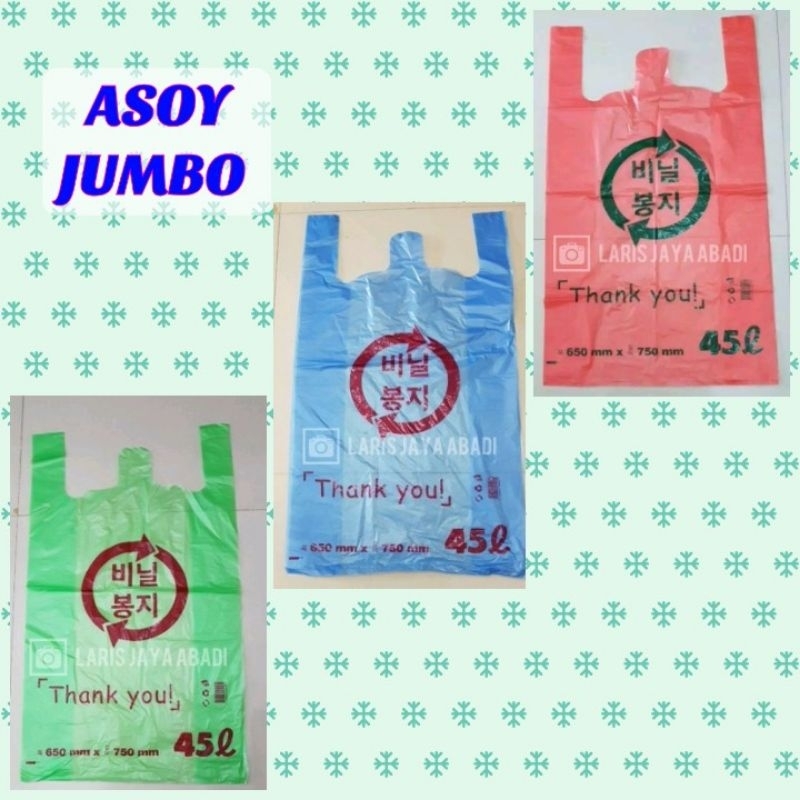 ASOY
JUMBO
비닐
봉지
LARIS JAYA ABADI
「Thank you!」
650 mm x 750 mm 45ℓ
비닐
봉지
LARIS JAYA ABADI
「Thank you!」
650 mm x 750 mm 45ℓ
비닐
봉지
LARIS JAYA ABADI
「Thank you!」
650 mm x 750 mm 45ℓ